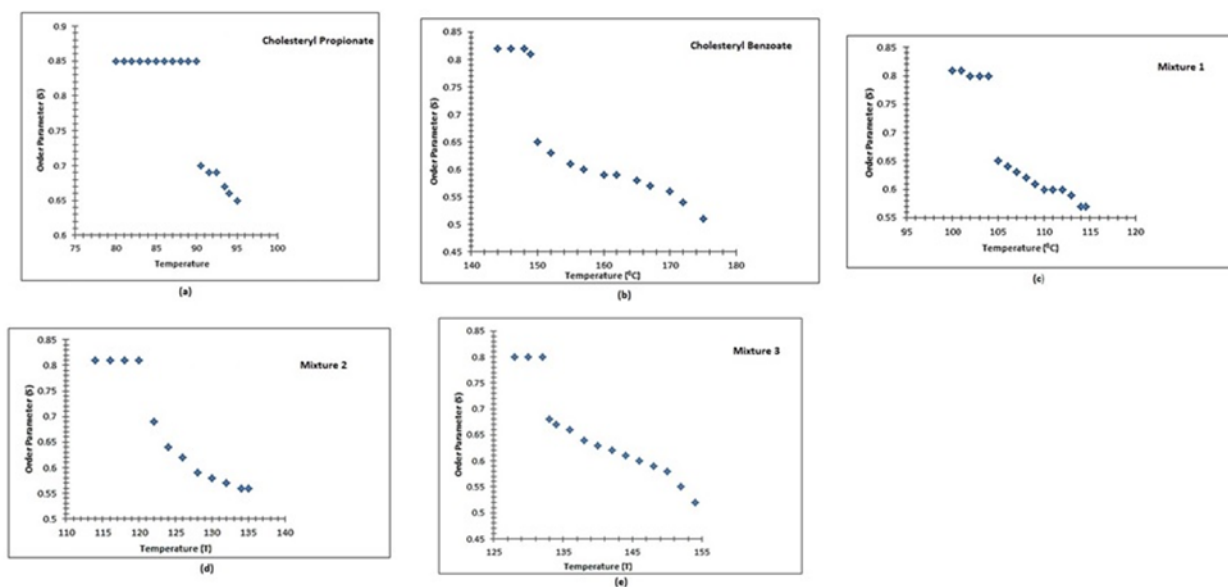 Cholesteryl Propionate
Order Parameter (S)
0.9
0.85
0.8
0.75
0.7
0.65
0.6
75 80 85 90 95 100
Temperature
(a)
Cholesteryl Benzoate
Order Parameter (S)
0.85
0.8
0.75
0.7
0.65
0.6
0.55
0.5
0.45
140 150 160 170 180
Temperature (⁰C)
(b)
Mixture 1
Order Parameter (S)
0.85
0.8
0.75
0.7
0.65
0.6
0.55
95 100 105 110 115 120
Temperature (⁰C)
(c)
Mixture 2
Order Parameter (S)
0.85
0.8
0.75
0.7
0.65
0.6
0.55
0.5
110 115 120 125 130 135 140
Temperature (T)
(d)
Mixture 3
Order Parameter (S)
0.85
0.8
0.75
0.7
0.65
0.6
0.55
0.5
0.45
125 135 145 155
Temperature (T)
(e)